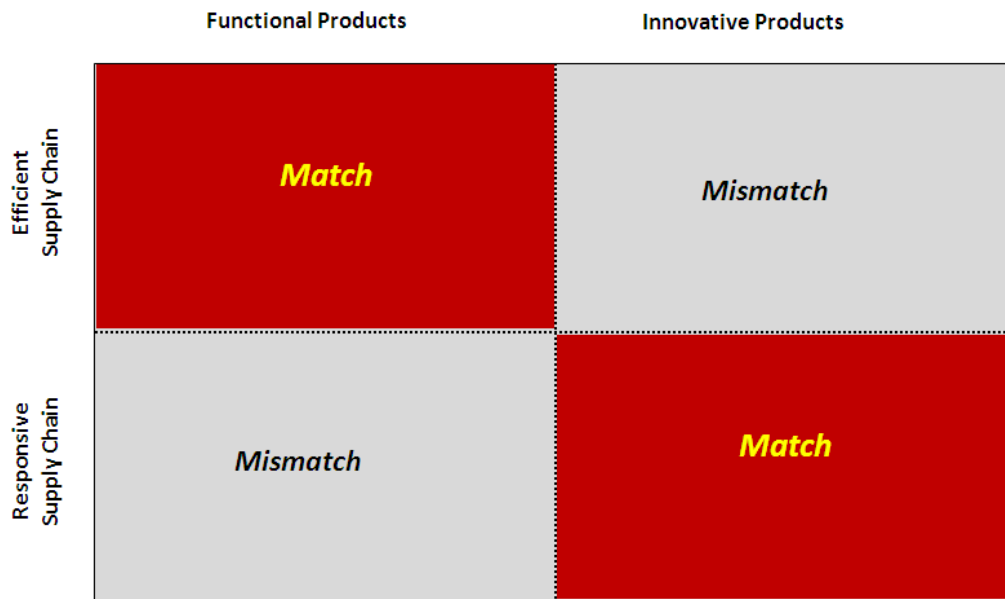 Functional Products
Innovative Products
Efficient
Supply Chain
Match
Mismatch
Responsive
Supply Chain
Mismatch
Match